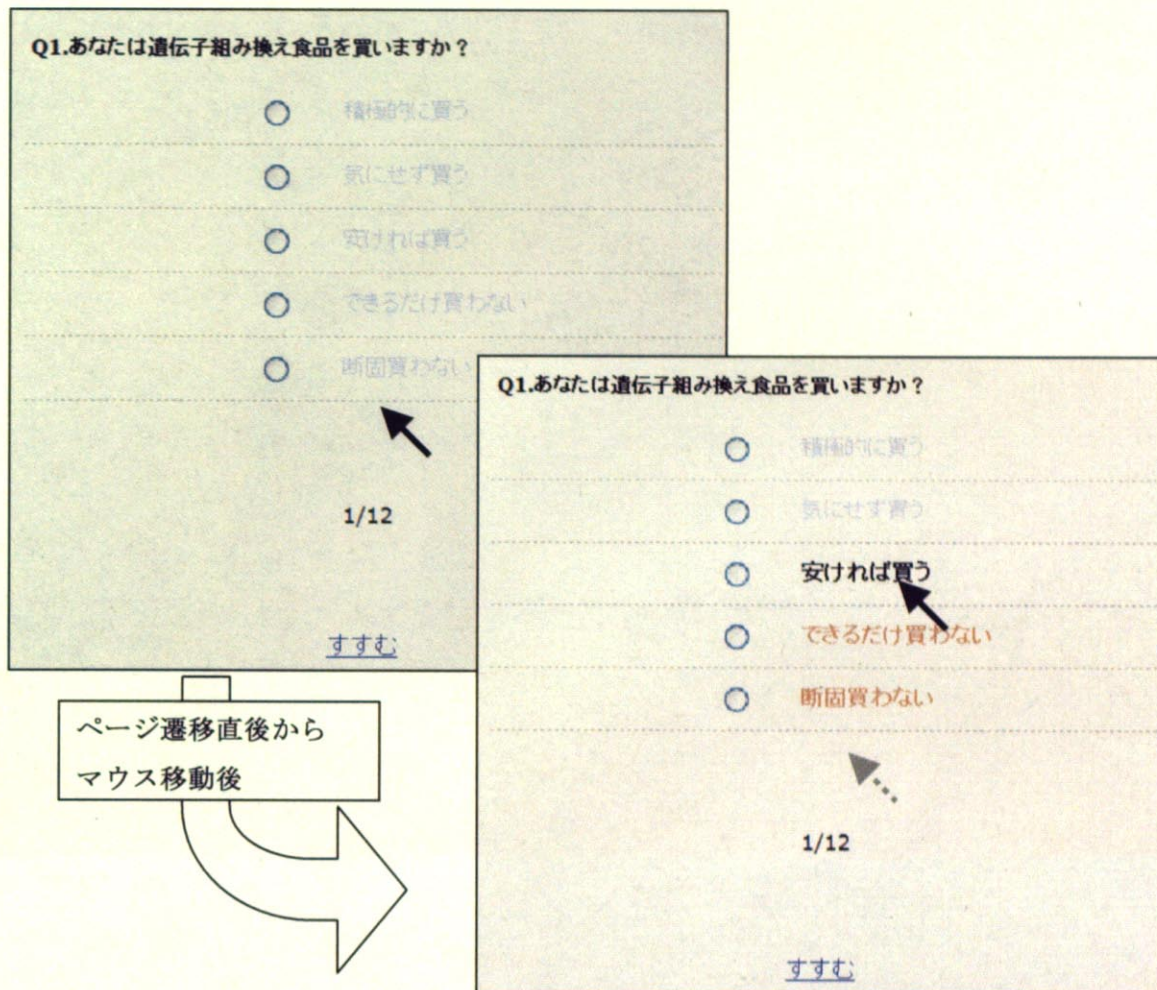 Q1.あなたは遺伝子組み換え食品を買いますか？
積極的に買う
気にせず買う
安ければ買う
できるだけ買わない
断固買わない
1/12
すすむ
ページ遷移直後から
マウス移動後
Q1.あなたは遺伝子組み換え食品を買いますか？
積極的に買う
気にせず買う
安ければ買う
できるだけ買わない
断固買わない
1/12
すすむ